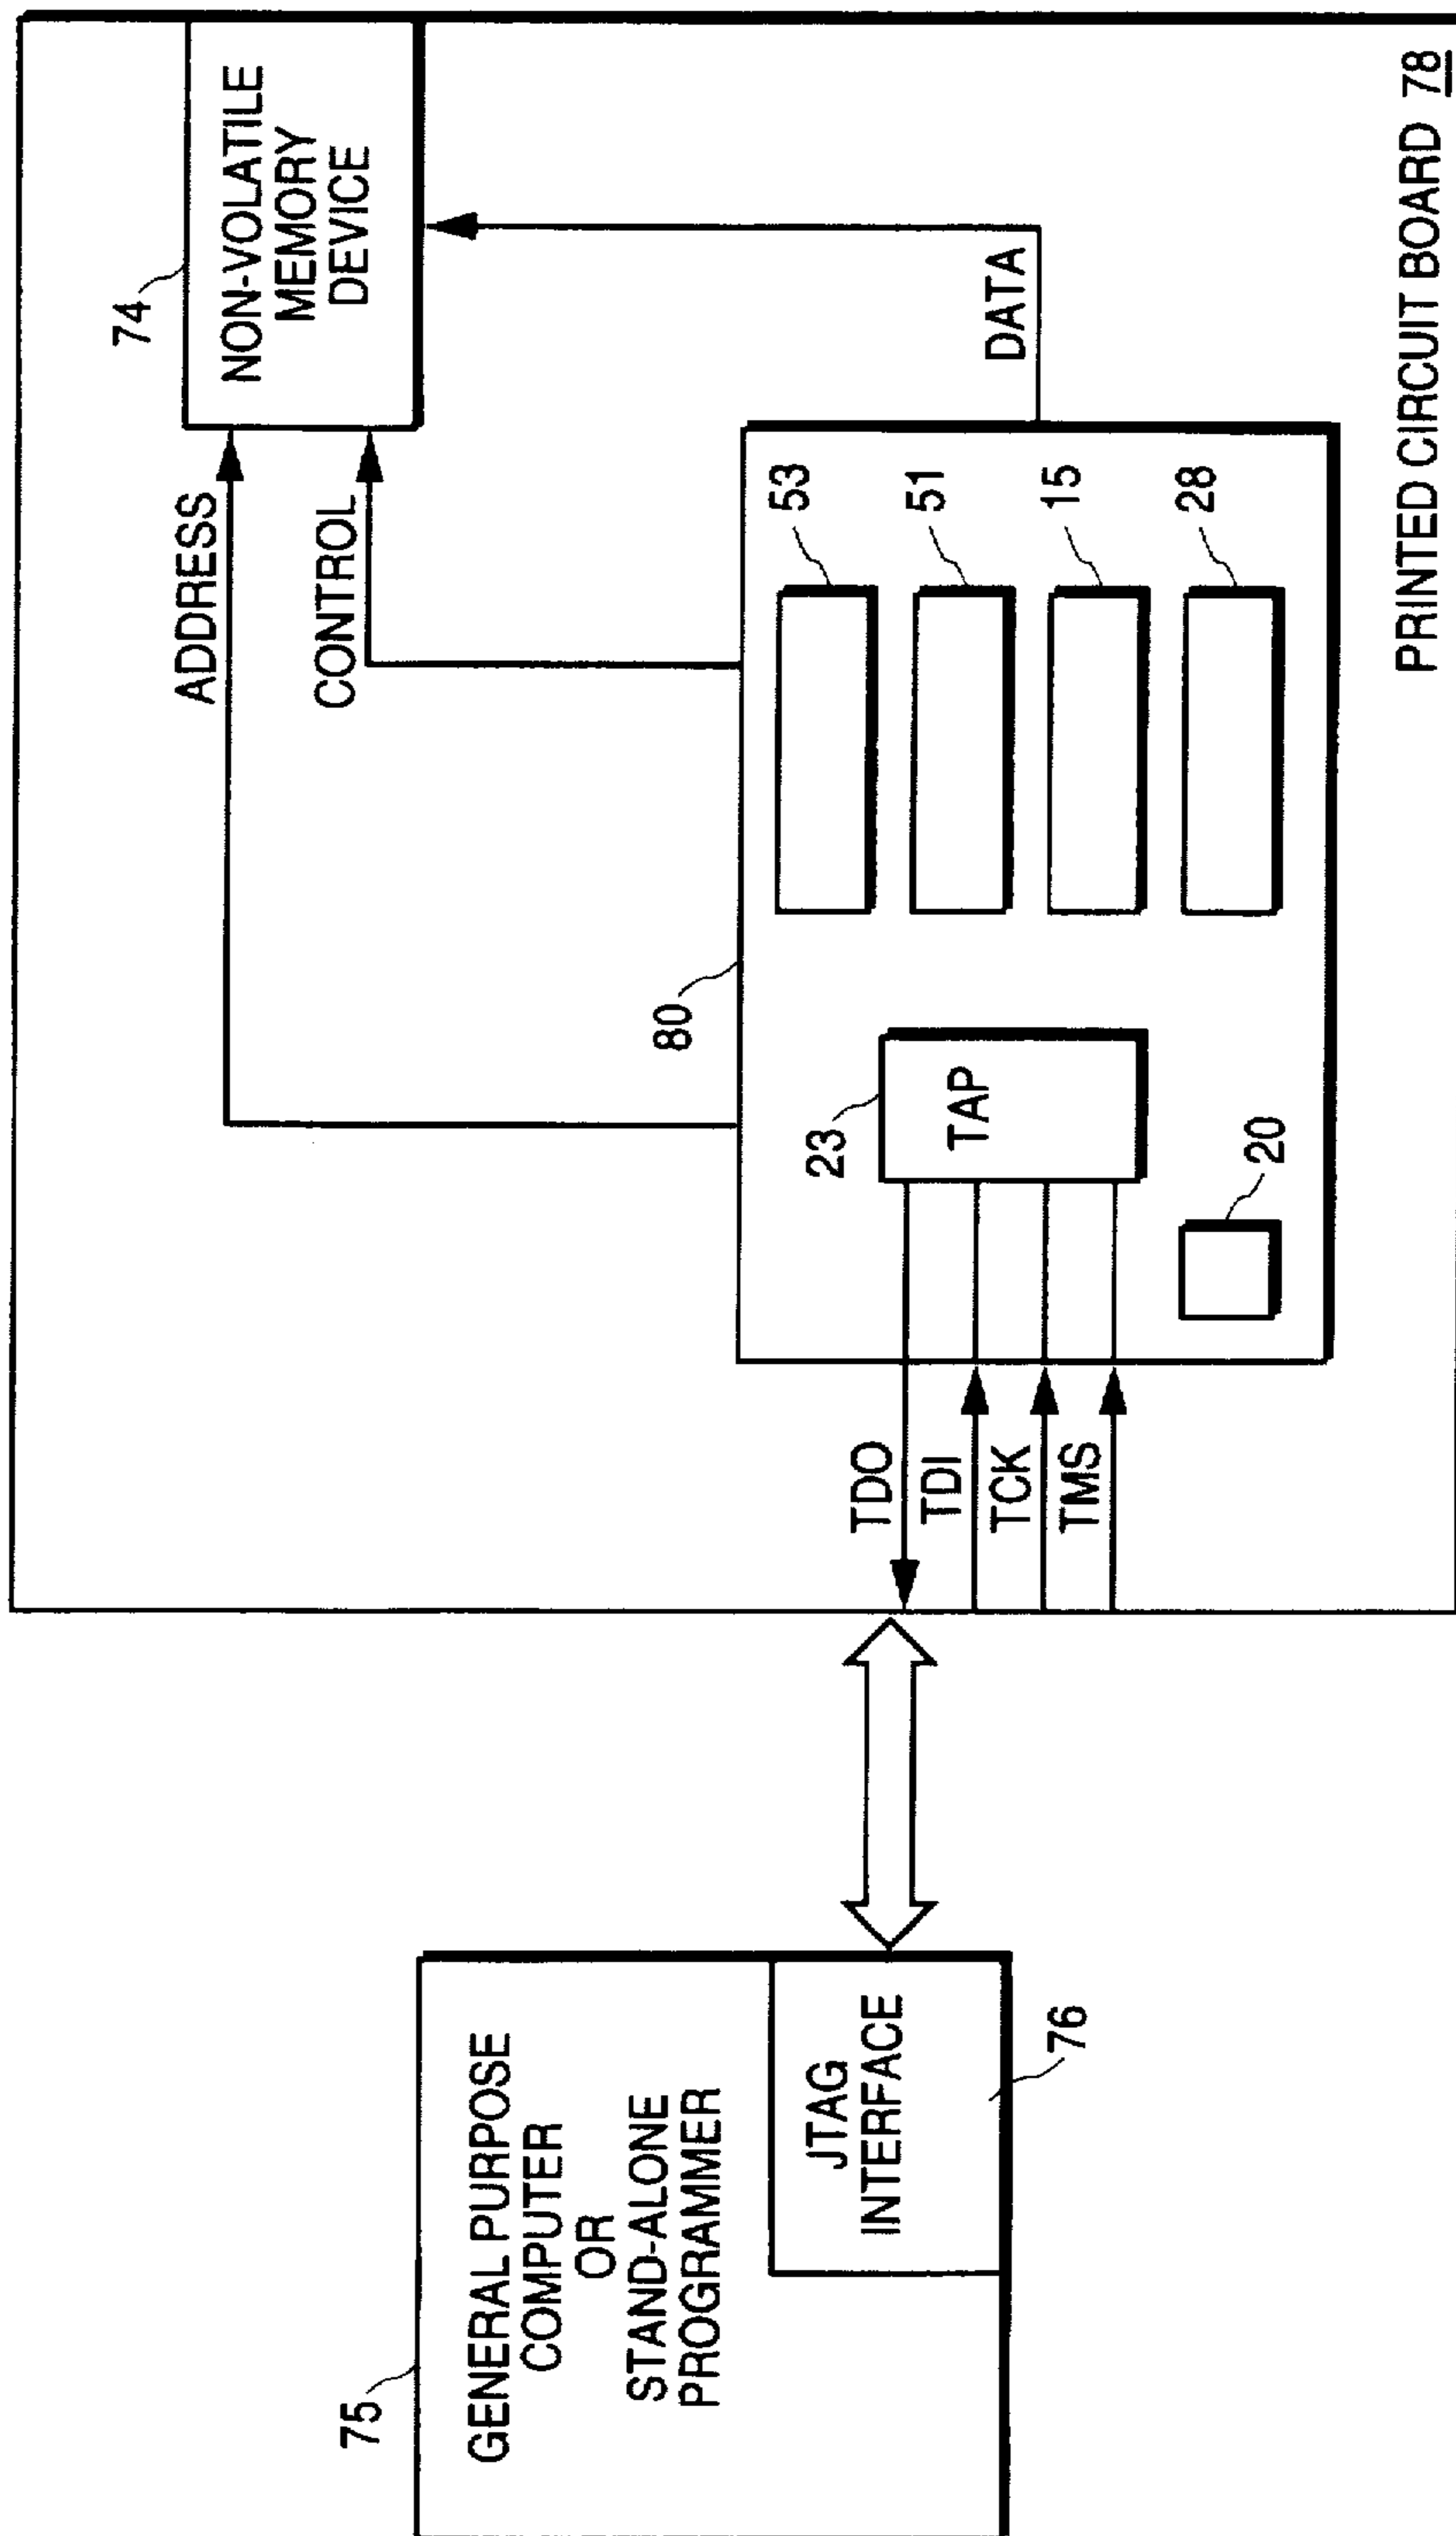 75
GENERAL PURPOSE
COMPUTER
OR
STAND-ALONE
PROGRAMMER
JTAG
INTERFACE
76
ADDRESS
CONTROL
74
NON-VOLATILE
MEMORY
DEVICE
DATA
80
23
TAP
20
53
51
15
28
TDO
TDI
TCK
TMS
PRINTED CIRCUIT BOARD 78